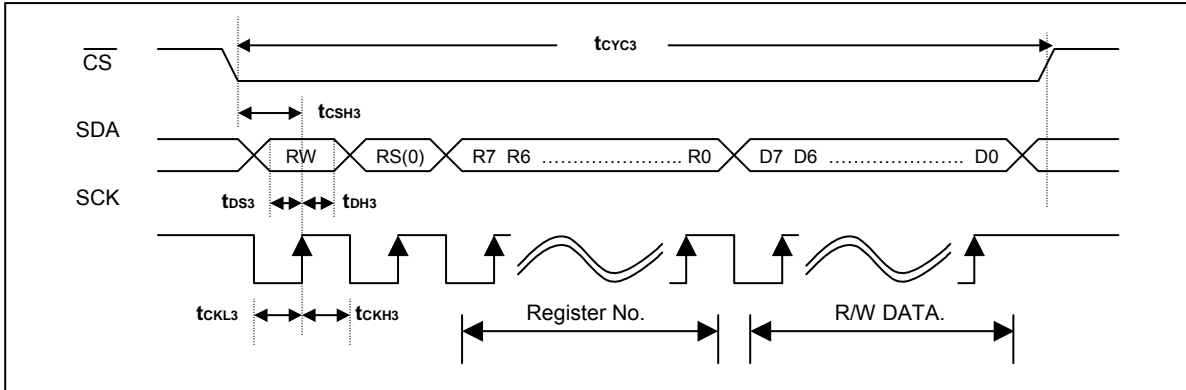 tCYC3
CS
tCSH3
SDA
RW RS(0) R7 R6 ........................ R0 D7 D6 ...................... D0
SCK
tDS3 tDH3
tCKL3 tCKH3 Register No. R/W DATA.